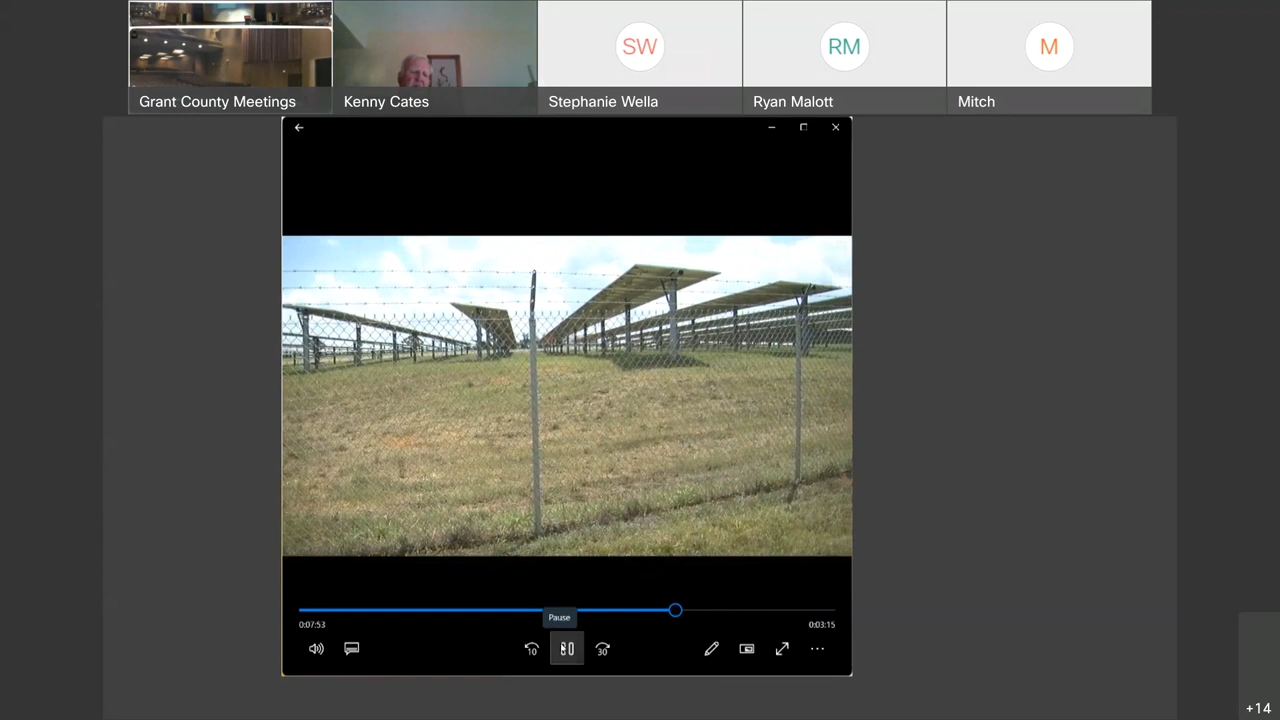 SW
RM
M
Grant County Meetings
Kenny Cates
Stephanie Wella
Ryan Malott
Mitch
Pause
0:07:53
0:03:15
10
30
+14